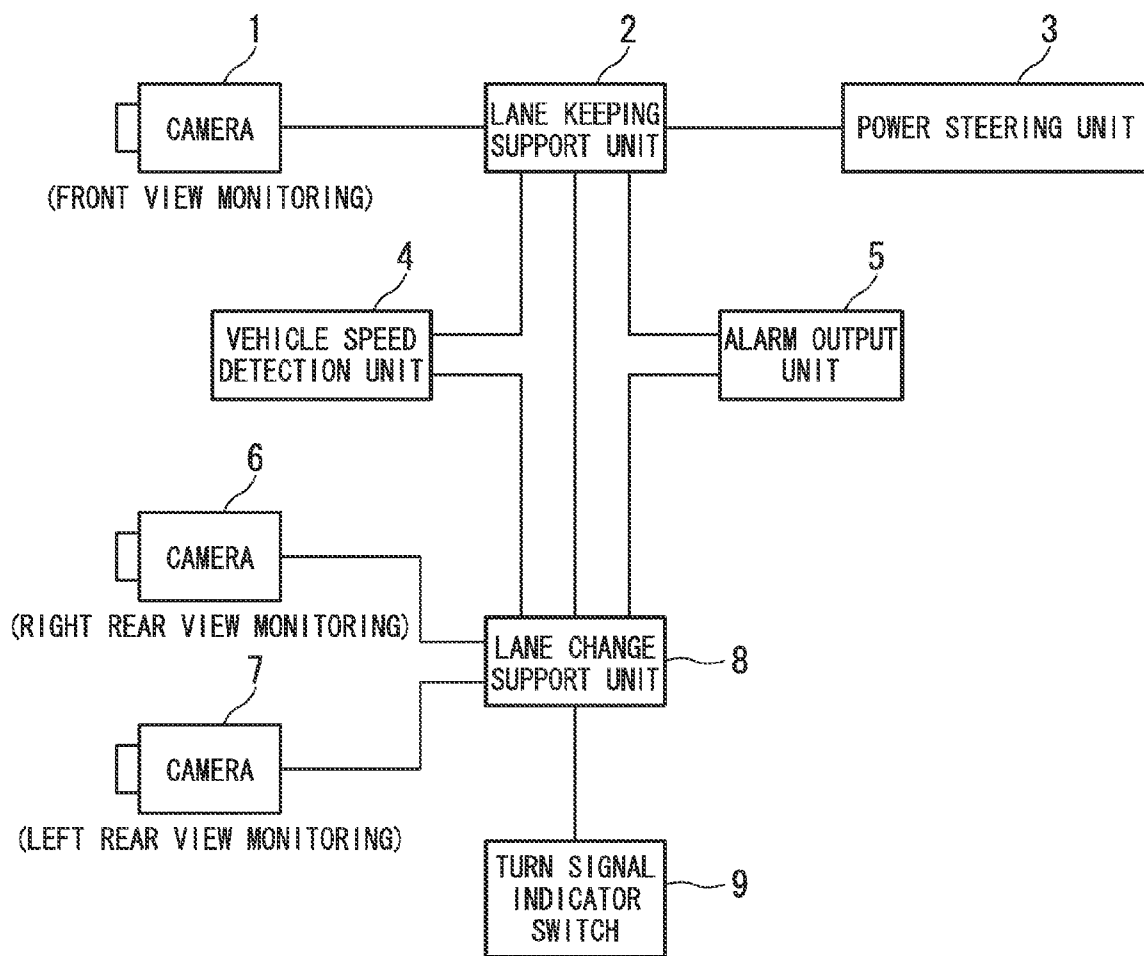 1
2
3
CAMERA
LANE KEEPING
SUPPORT UNIT
POWER STEERING UNIT
(FRONT VIEW MONITORING)
4
5
VEHICLE SPEED
DETECTION UNIT
ALARM OUTPUT
UNIT
6
CAMERA
(RIGHT REAR VIEW MONITORING)
LANE CHANGE
SUPPORT UNIT
8
7
CAMERA
(LEFT REAR VIEW MONITORING)
TURN SIGNAL
INDICATOR
SWITCH
9